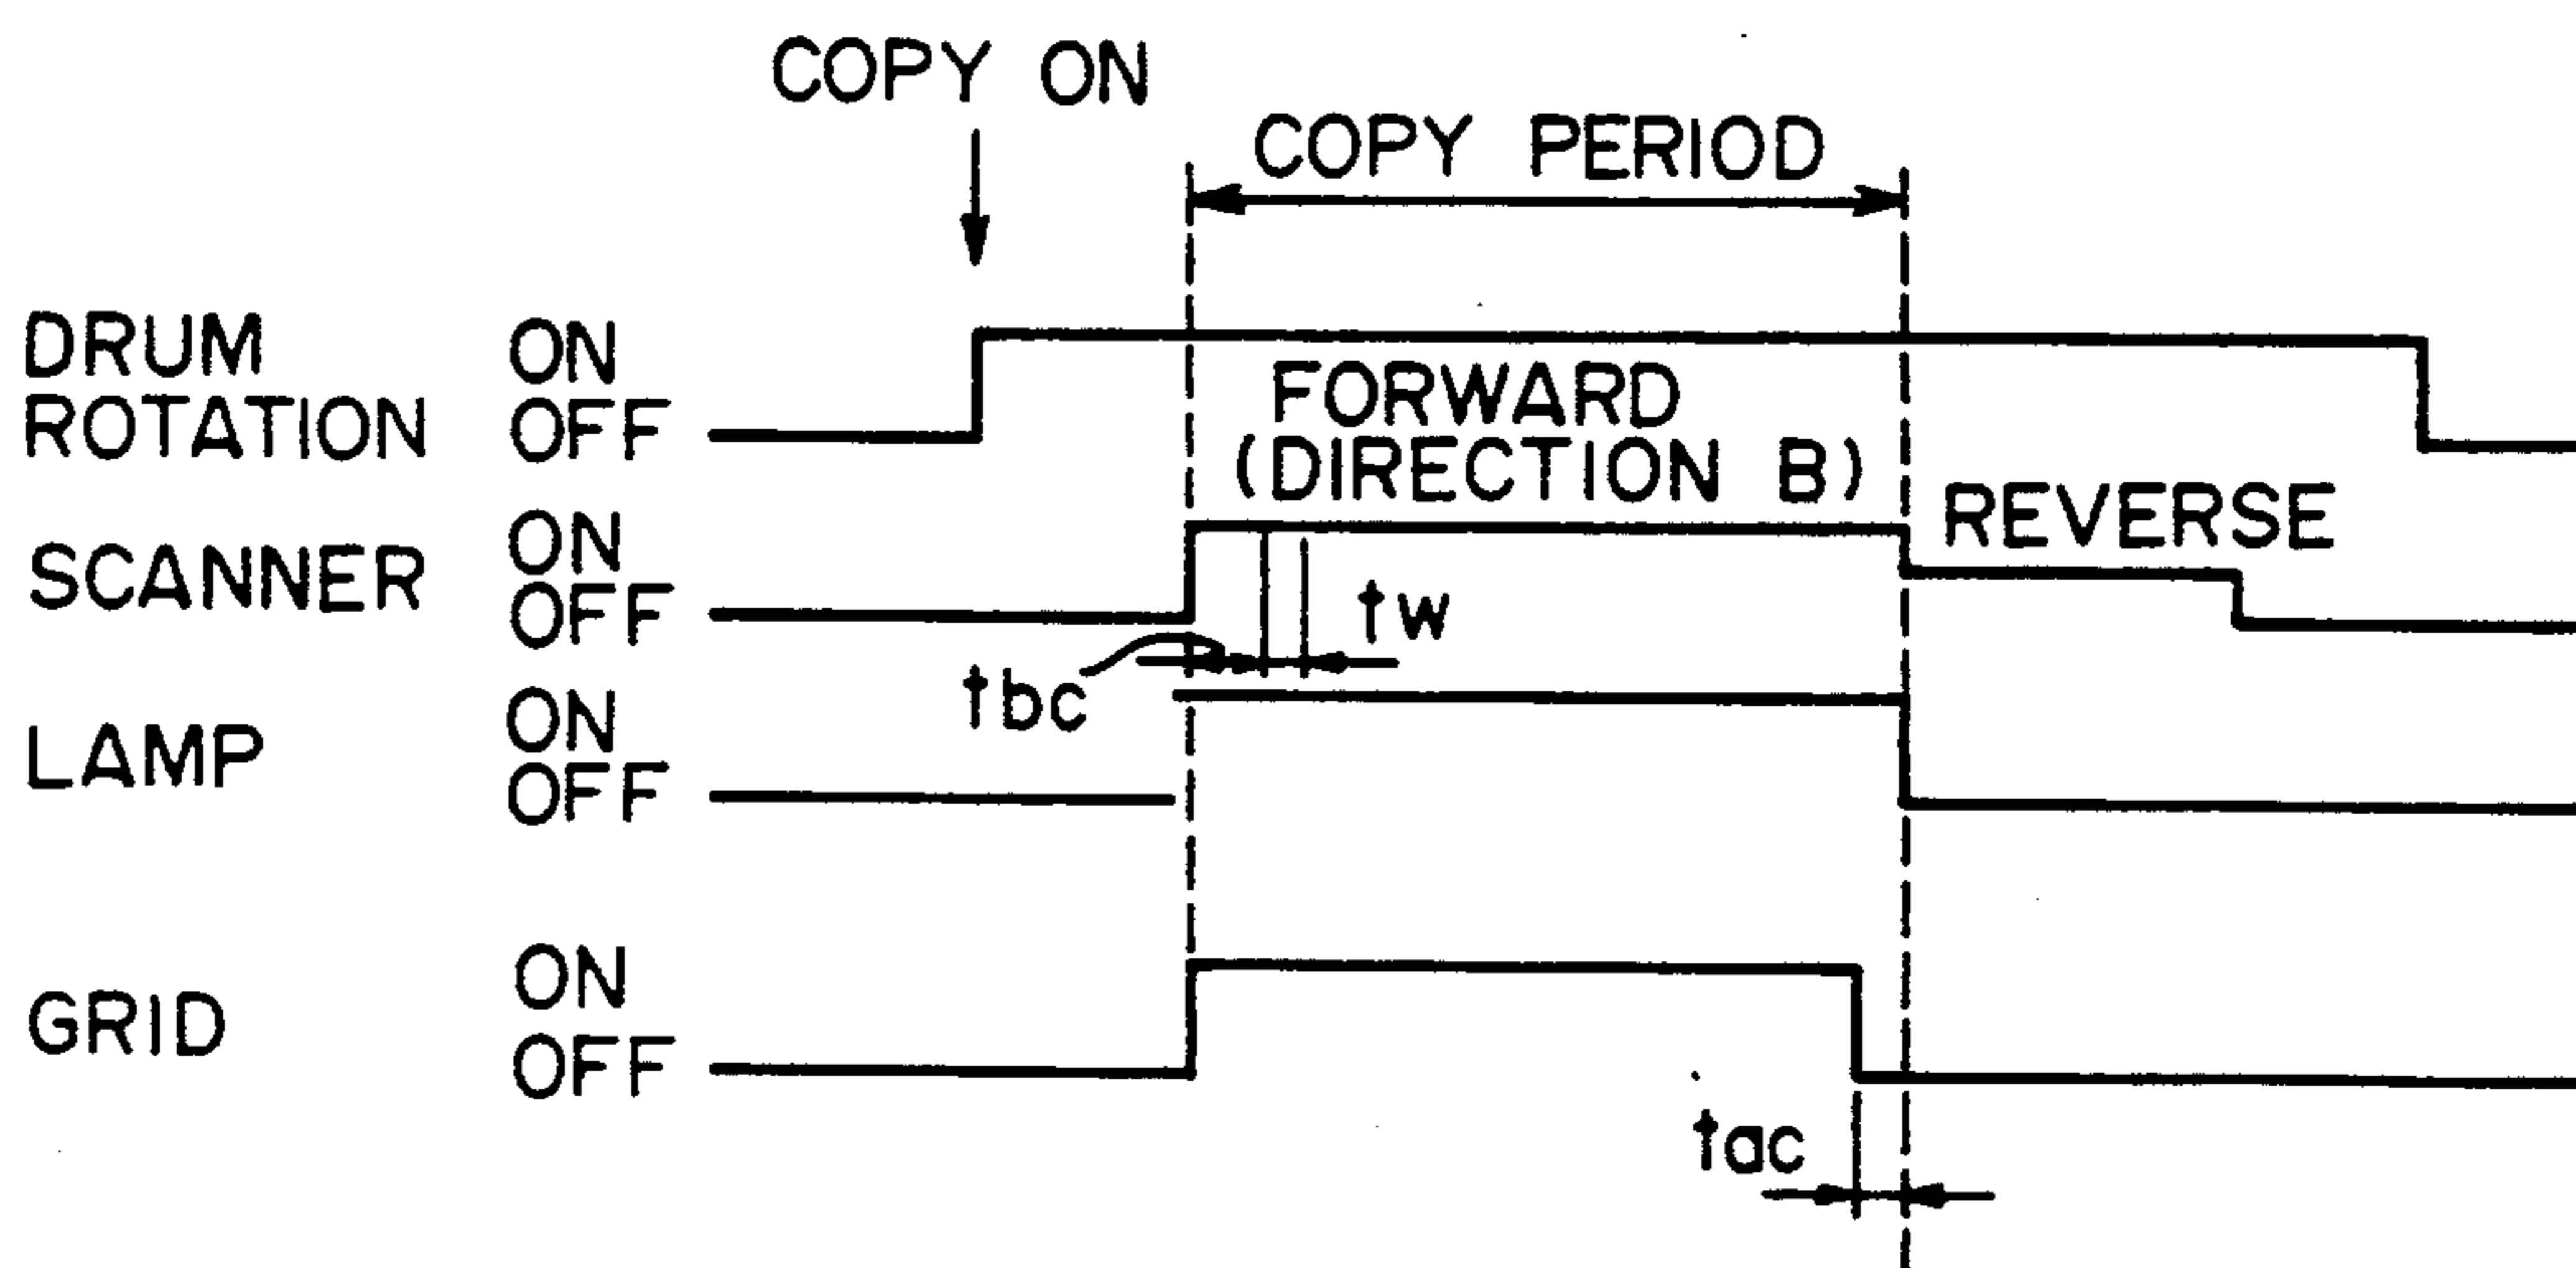 COPY ON
COPY PERIOD
DRUM
ROTATION
ON
OFF
FORWARD
(DIRECTION B)
REVERSE
SCANNER
ON
OFF
tw
tbc
LAMP
ON
OFF
GRID
ON
OFF
tac